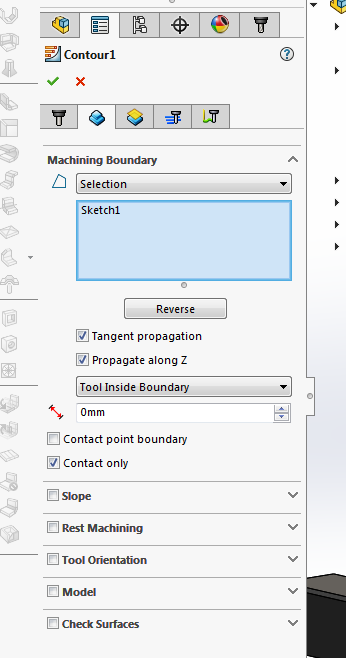 Contour1
Machining Boundary
Selection
Sketch1
Reverse
Tangent propagation
Propagate along Z
Tool Inside Boundary
0mm
Contact point boundary
Contact only
Slope
Rest Machining
Tool Orientation
Model
Check Surfaces